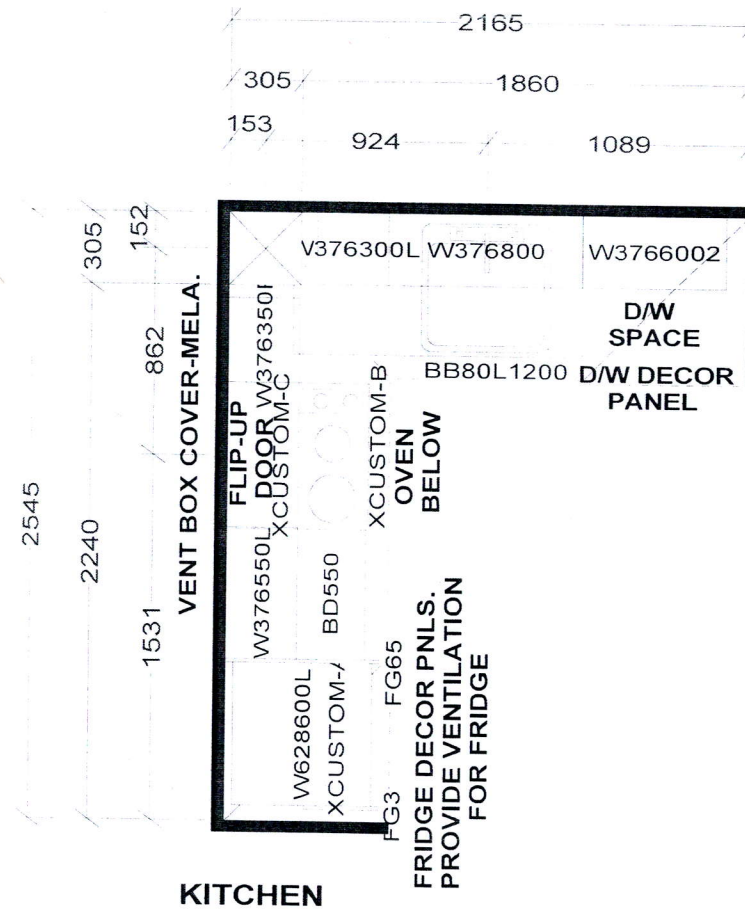 2165
305
1860
153
924
1089
152
305
862
2545
2240
1531
VENT BOX COVER-MELA.
V376300L
W376800
W3766002
D/W
SPACE
BB80L1200
D/W DECOR
PANEL
W376350I
FLIP-UP
DOOR
XCUSTOM-C
XCUSTOM-B
OVEN
BELOW
W376550L
BD550
W628600L
XCUSTOM-A
FG65
FG3
FRIDGE DECOR PNLS.
PROVIDE VENTILATION
FOR FRIDGE
KITCHEN